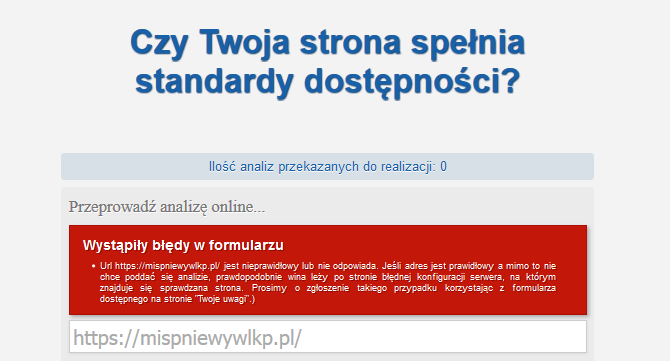 Czy Twoja strona spełnia
standardy dostępności?
Ilość analiz przekazanych do realizacji: 0
Przeprowadź analizę online...
Wystąpiły błędy w formularzu
• Url https://mispniewywlkp.pl/ jest nieprawidłowy lub nie odpowiada. Jeśli adres jest prawidłowy a mimo to nie
chce poddać się analizie, prawdopodobnie wina leży po stronie błędnej konfiguracji serwera, na którym
znajduje się sprawdzana strona. Prosimy o zgłoszenie takiego przypadku korzystając z formularza
dostępnego na stronie "Twoje uwagi".)
https://mispniewywlkp.pl/